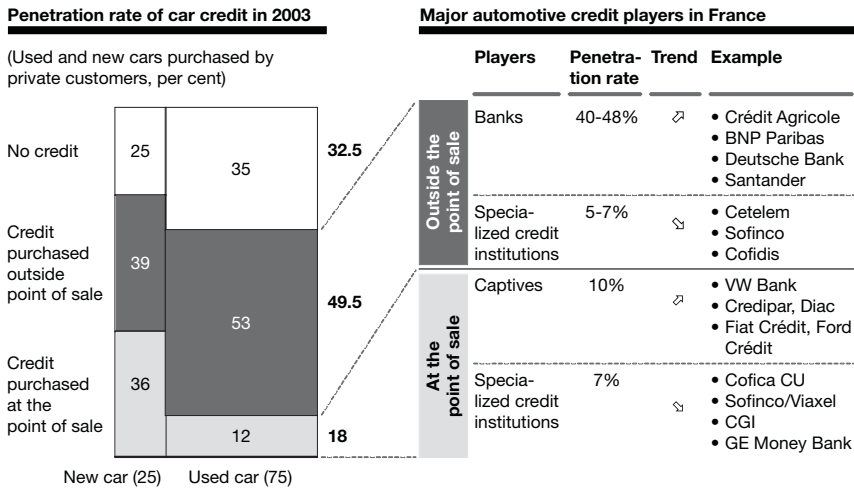 Penetration rate of car credit in 2003
(Used and new cars purchased by
private customers, per cent)
No credit
25
35
32.5
Credit
purchased
outside
point of sale
39
53
49.5
Credit
purchased
at the
point of sale
36
12
18
New car (25)
Used car (75)
Major automotive credit players in France
Players
Penetra-
tion rate
Trend
Example
Outside the
point of sale
Banks
40-48%
• Crédit Agricole
• BNP Paribas
• Deutsche Bank
• Santander
Specia-
lized credit
institutions
5-7%
• Cetelem
• Sofinco
• Cofidis
At the
point of sale
Captives
10%
• VW Bank
• Credipar, Diac
• Fiat Crédit, Ford
Crédit
Specia-
lized credit
institutions
7%
• Cofica CU
• Sofinco/Viaxel
• CGI
• GE Money Bank